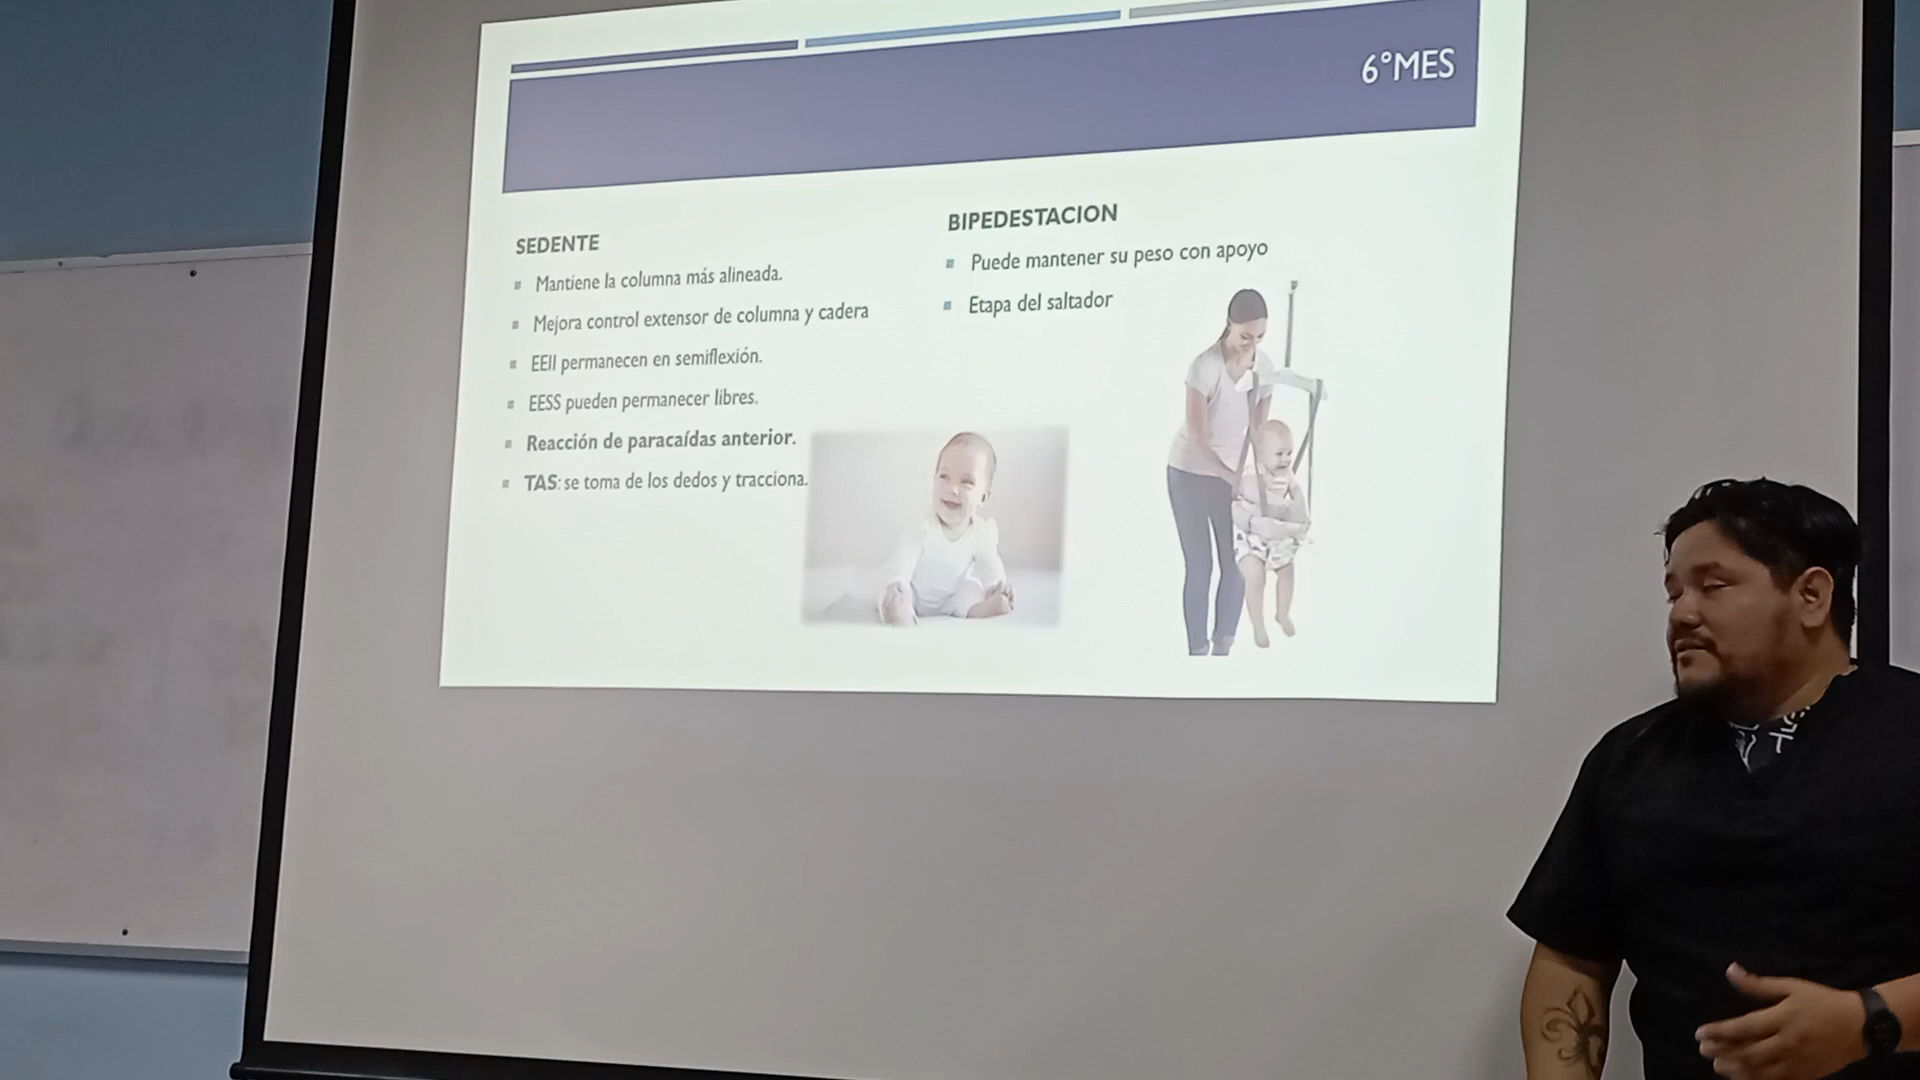 6°MES
SEDENTE
Mantiene la columna más alineada.
Mejora control extensor de columna y cadera
EEII permanecen en semiflexión.
EESS pueden permanecer libres.
Reacción de paracaídas anterior.
TAS: se toma de los dedos y tracciona.
BIPEDESTACION
Puede mantener su peso con apoyo
Etapa del saltador